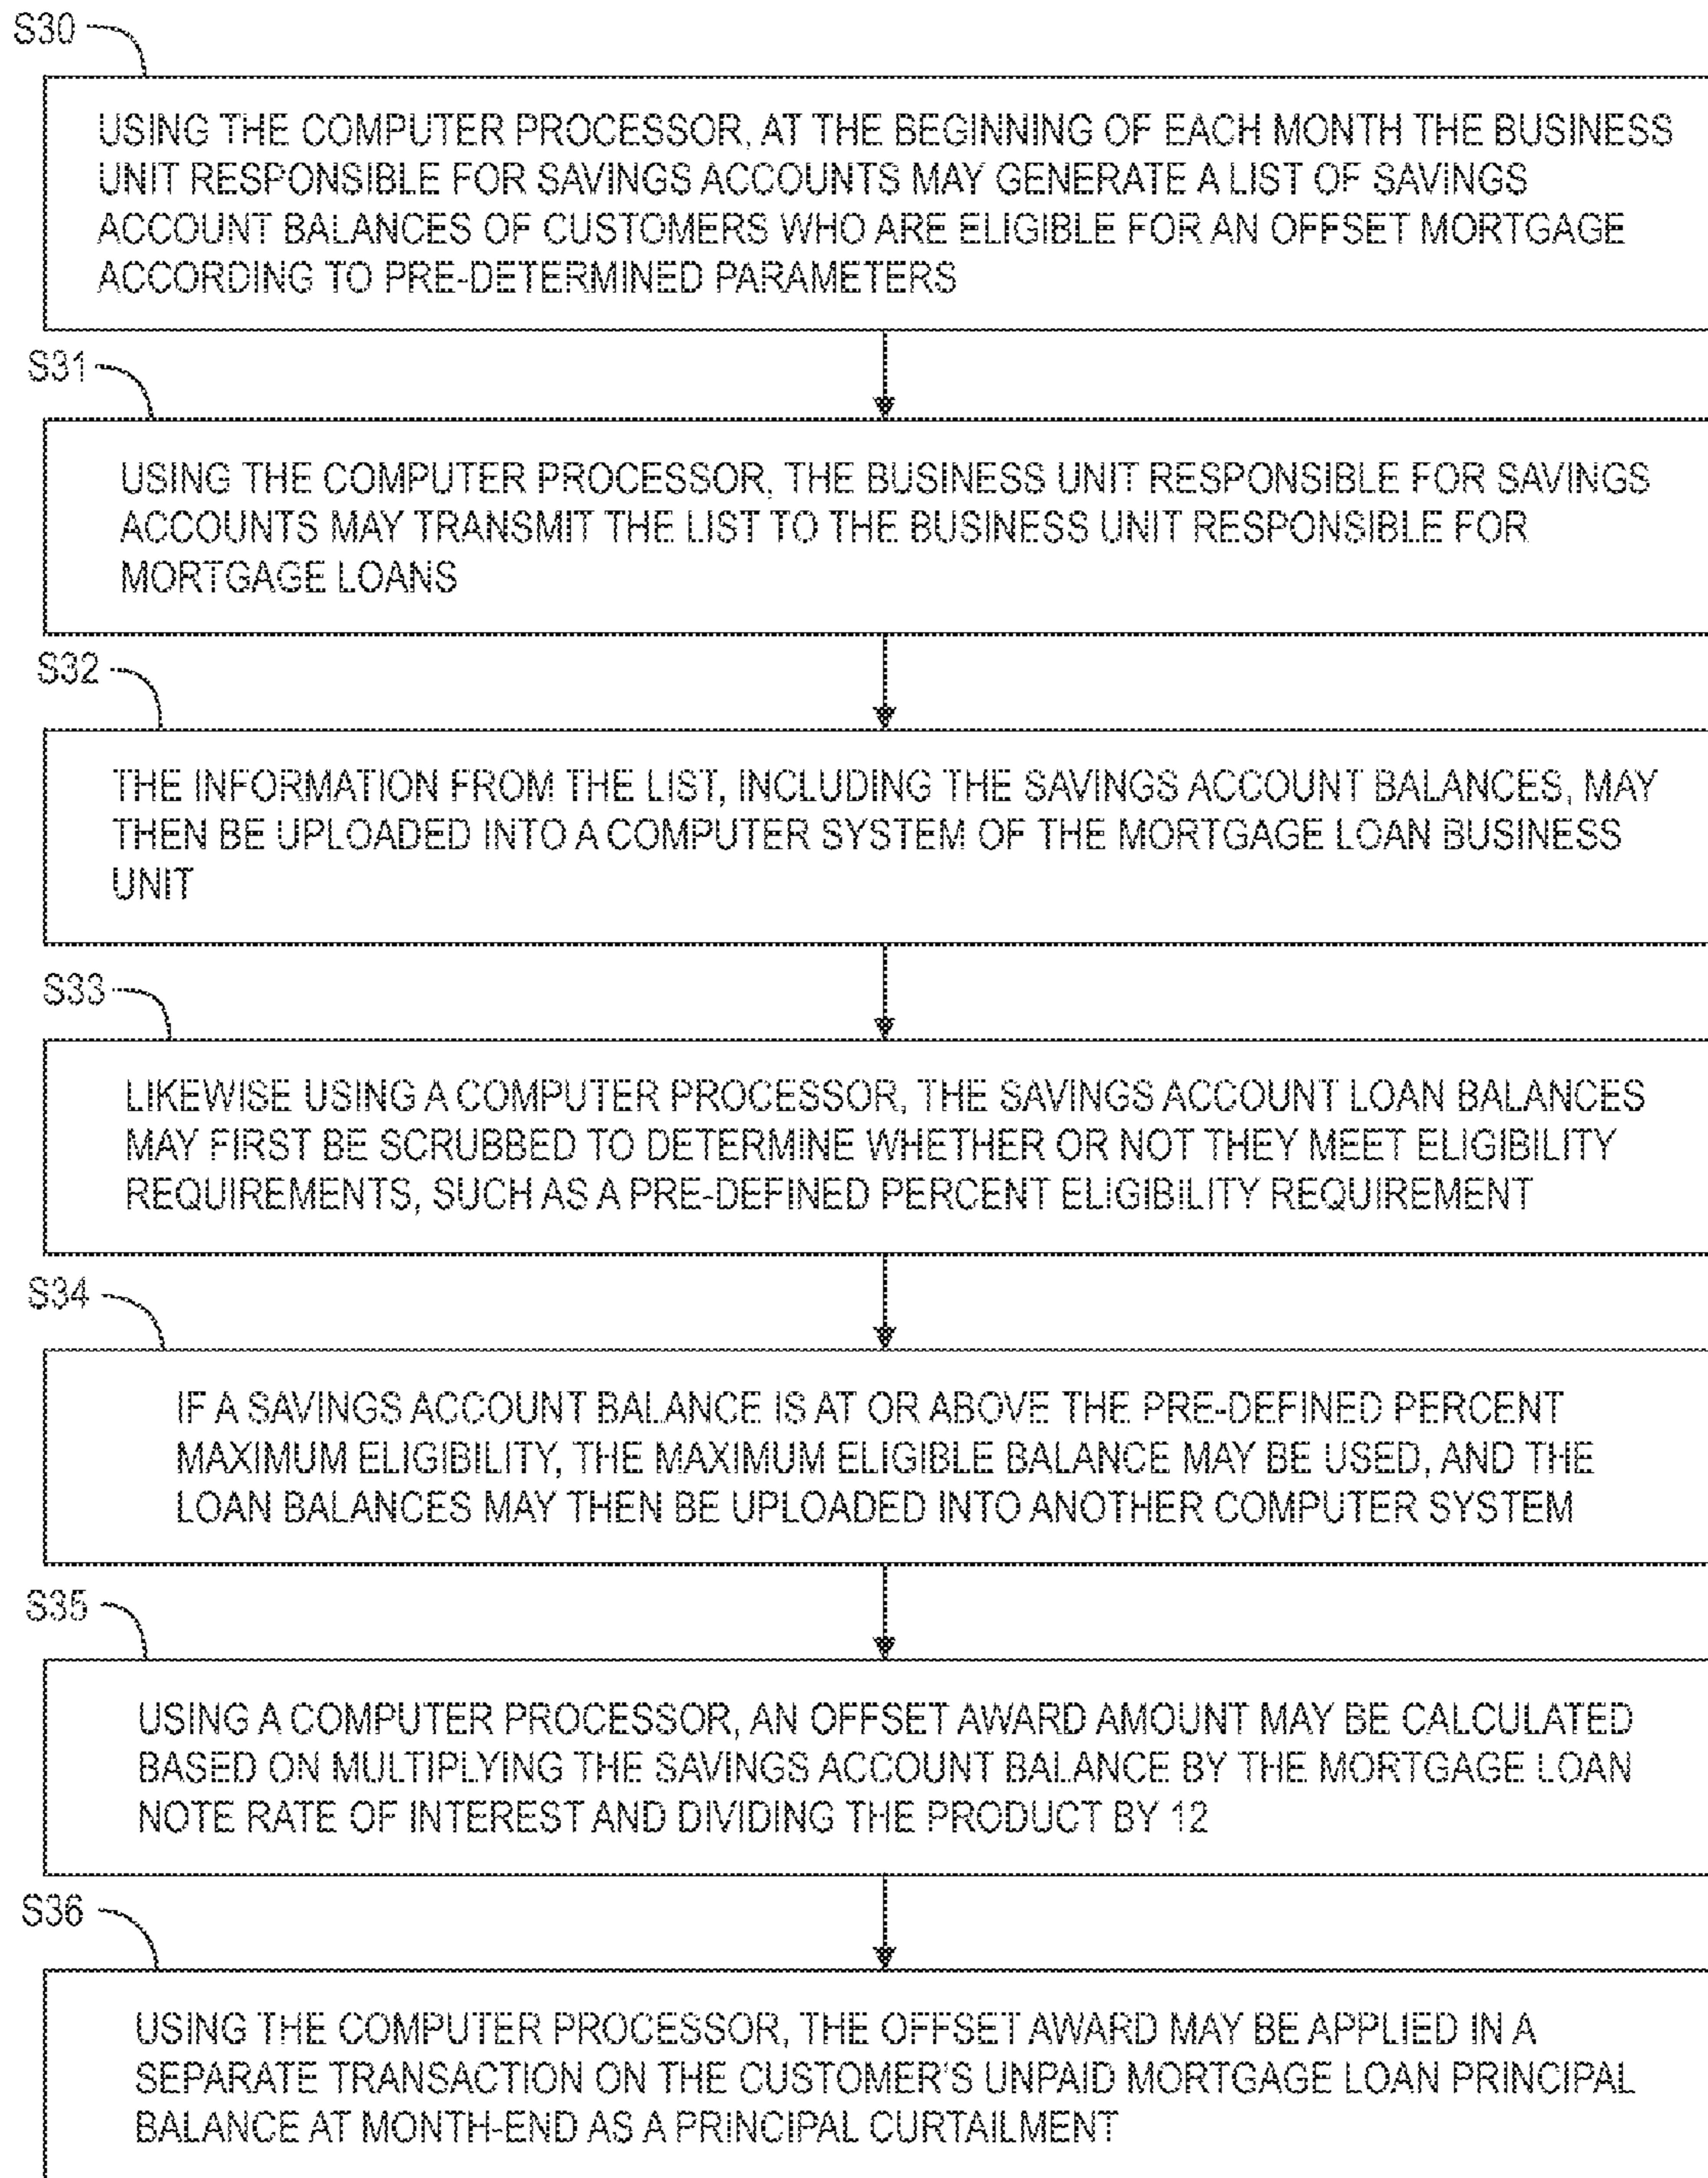 S30
USING THE COMPUTER PROCESSOR, AT THE BEGINNING OF EACH MONTH THE BUSINESS
UNIT RESPONSIBLE FOR SAVINGS ACCOUNTS MAY GENERATE A LIST OF SAVINGS
ACCOUNT BALANCES OF CUSTOMERS WHO ARE ELIGIBLE FOR AN OFFSET MORTGAGE
ACCORDING TO PRE-DETERMINED PARAMETERS
S31
USING THE COMPUTER PROCESSOR, THE BUSINESS UNIT RESPONSIBLE FOR SAVINGS
ACCOUNTS MAY TRANSMIT THE LIST TO THE BUSINESS UNIT RESPONSIBLE FOR
MORTGAGE LOANS
S32
THE INFORMATION FROM THE LIST, INCLUDING THE SAVINGS ACCOUNT BALANCES, MAY
THEN BE UPLOADED INTO A COMPUTER SYSTEM OF THE MORTGAGE LOAN BUSINESS
UNIT
S33
LIKEWISE USING A COMPUTER PROCESSOR, THE SAVINGS ACCOUNT LOAN BALANCES
MAY FIRST BE SCRUBBED TO DETERMINE WHETHER OR NOT THEY MEET ELIGIBILITY
REQUIREMENTS, SUCH AS A PRE-DEFINED PERCENT ELIGIBILITY REQUIREMENT
S34
IF A SAVINGS ACCOUNT BALANCE IS AT OR ABOVE THE PRE-DEFINED PERCENT
MAXIMUM ELIGIBILITY, THE MAXIMUM ELIGIBLE BALANCE MAY BE USED, AND THE
LOAN BALANCES MAY THEN BE UPLOADED INTO ANOTHER COMPUTER SYSTEM
S35
USING A COMPUTER PROCESSOR, AN OFFSET AWARD AMOUNT MAY BE CALCULATED
BASED ON MULTIPLYING THE SAVINGS ACCOUNT BALANCE BY THE MORTGAGE LOAN
NOTE RATE OF INTEREST AND DIVIDING THE PRODUCT BY 12
S36
USING THE COMPUTER PROCESSOR, THE OFFSET AWARD MAY BE APPLIED IN A
SEPARATE TRANSACTION ON THE CUSTOMER'S UNPAID MORTGAGE LOAN PRINCIPAL
BALANCE AT MONTH-END AS A PRINCIPAL CURTAILMENT